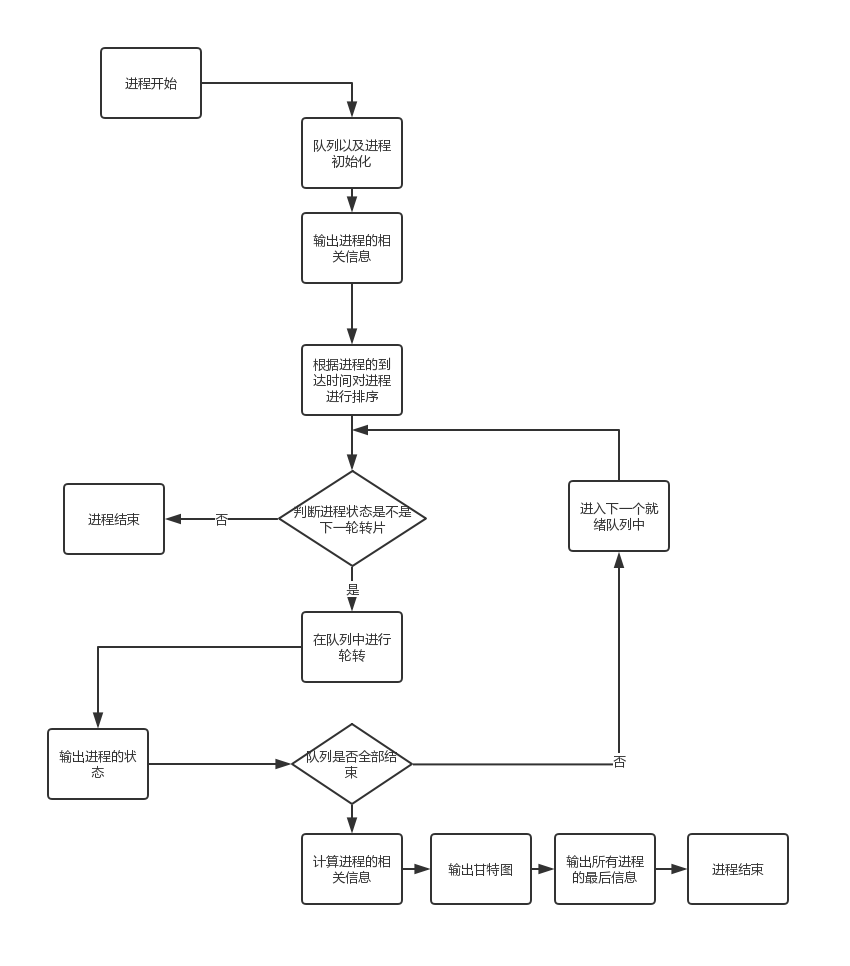 进程开始
队列以及进程
初始化
输出进程的相
关信息
根据进程的到
达时间对进程
进行排序
判断进程状态是不是
下一轮转片
否
进程结束
是
进入下一个就
绪队列中
在队列中进行
轮转
输出进程的状
态
队列是否全部结
束
否
计算进程的相
关信息
输出甘特图
输出所有进程
的最后信息
进程结束